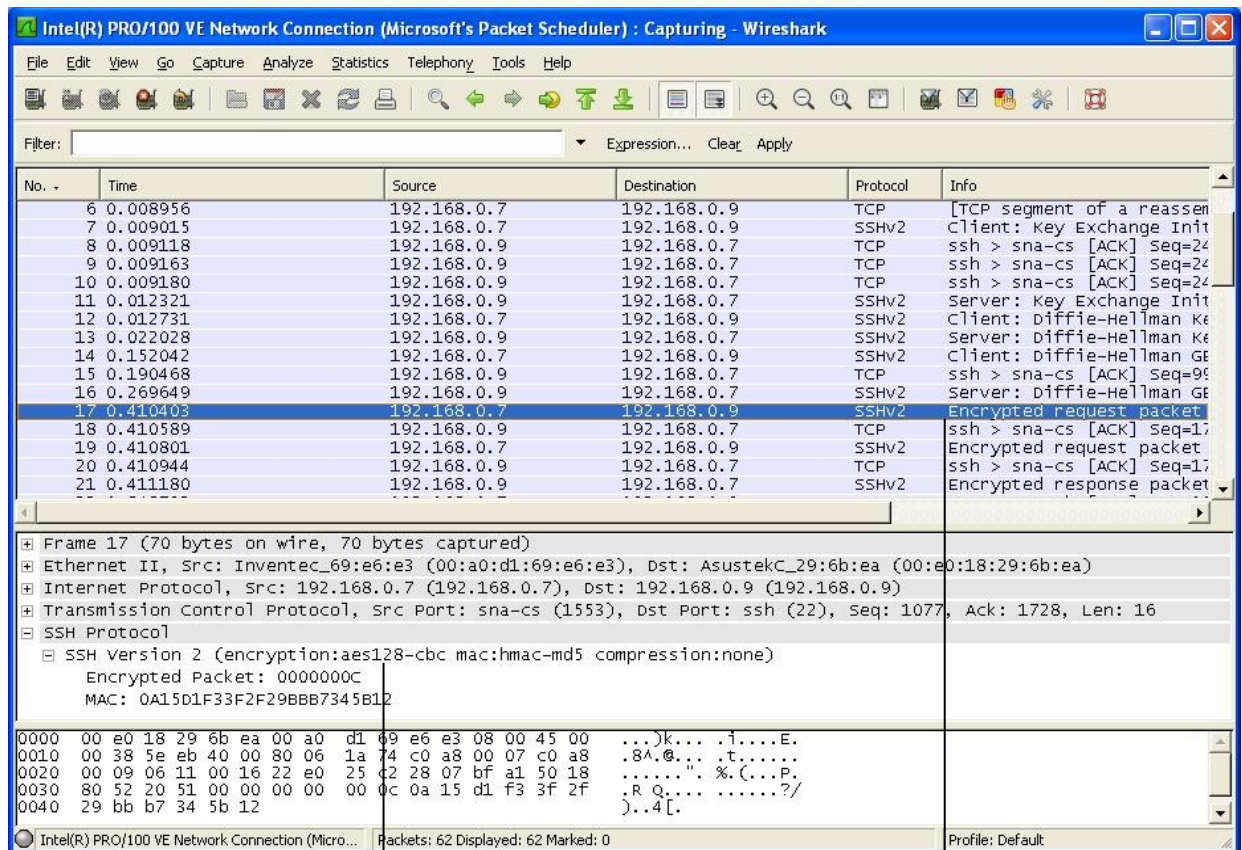 Intel(R) PRO/100 VE Network Connection (Microsoft's Packet Scheduler) : Capturing - Wireshark
File Edit View Go Capture Analyze Statistics Telephony Tools Help
Filter: Expression... Clear Apply
No. Time Source Destination Protocol Info
6 0.008956 192.168.0.7 192.168.0.9 TCP [TCP segment of a reassem
7 0.009015 192.168.0.7 192.168.0.9 SSHv2 Client: Key Exchange Init
8 0.009118 192.168.0.9 192.168.0.7 TCP ssh > sna-cs [ACK] Seq=24
9 0.009163 192.168.0.9 192.168.0.7 TCP ssh > sna-cs [ACK] Seq=24
10 0.009180 192.168.0.9 192.168.0.7 TCP ssh > sna-cs [ACK] Seq=24
11 0.012321 192.168.0.9 192.168.0.7 SSHv2 Server: Key Exchange Init
12 0.012731 192.168.0.7 192.168.0.9 SSHv2 Client: Diffie-Hellman Ke
13 0.022028 192.168.0.9 192.168.0.7 SSHv2 Server: Diffie-Hellman Ke
14 0.152042 192.168.0.7 192.168.0.9 SSHv2 Client: Diffie-Hellman GE
15 0.190468 192.168.0.9 192.168.0.7 TCP ssh > sna-cs [ACK] Seq=99
16 0.269649 192.168.0.9 192.168.0.7 SSHv2 Server: Diffie-Hellman GE
17 0.410403 192.168.0.7 192.168.0.9 SSHv2 Encrypted request packet
18 0.410589 192.168.0.9 192.168.0.7 TCP ssh > sna-cs [ACK] Seq=17
19 0.410801 192.168.0.7 192.168.0.9 SSHv2 Encrypted request packet
20 0.410944 192.168.0.9 192.168.0.7 TCP ssh > sna-cs [ACK] Seq=17
21 0.411180 192.168.0.9 192.168.0.7 SSHv2 Encrypted response packet
Frame 17 (70 bytes on wire, 70 bytes captured)
Ethernet II, Src: Inventec_69:e6:e3 (00:a0:d1:69:e6:e3), Dst: AsustekC_29:6b:ea (00:e0:18:29:6b:ea)
Internet Protocol, Src: 192.168.0.7 (192.168.0.7), Dst: 192.168.0.9 (192.168.0.9)
Transmission Control Protocol, Src Port: sna-cs (1553), Dst Port: ssh (22), Seq: 1077, Ack: 1728, Len: 16
SSH Protocol
SSH Version 2 (encryption:aes128-cbc mac:hmac-md5 compression:none)
Encrypted Packet: 0000000C
MAC: 0A15D1F33F2F29BBB7345B12
0000 00 e0 18 29 6b ea 00 a0 d1 69 e6 e3 08 00 45 00 ...)k... .i....E.
0010 00 38 5e eb 40 00 80 06 1a 74 c0 a8 00 07 c0 a8 .8^.@... .t......
0020 00 09 06 11 00 16 22 e0 25 c2 28 07 bf a1 50 18 ......". %.(...P.
0030 80 52 20 51 00 00 00 00 00 0c 0a 15 d1 f3 3f 2f .R Q.... ......?/
0040 29 bb b7 34 5b 12 )..4[.
Intel(R) PRO/100 VE Network Connection (Micro... Packets: 62 Displayed: 62 Marked: 0 Profile: Default